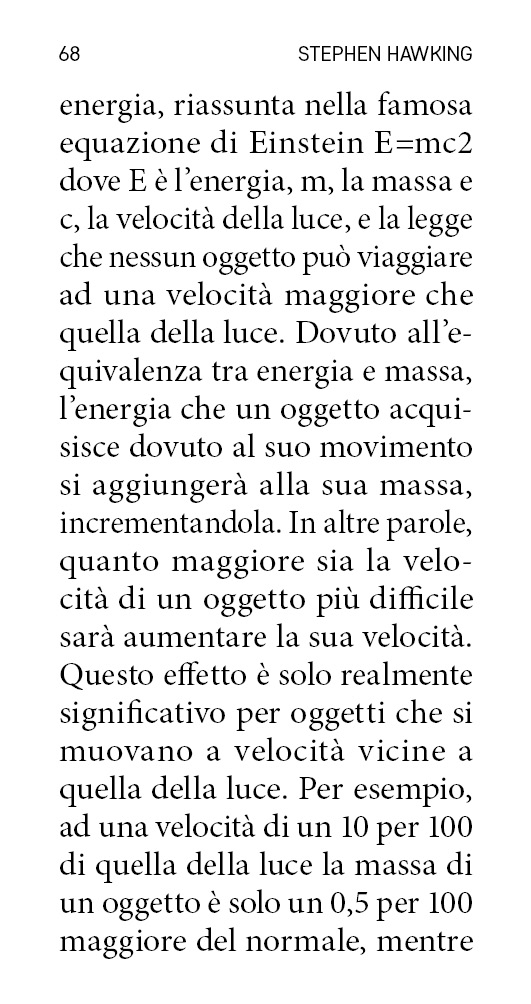 68 STEPHEN HAWKING
energia, riassunta nella famosa
equazione di Einstein E=mc2
dove E è l’energia, m, la massa e
c, la velocità della luce, e la legge
che nessun oggetto può viaggiare
ad una velocità maggiore che
quella della luce. Dovuto all’e-
quivalenza tra energia e massa,
l’energia che un oggetto acqui-
sisce dovuto al suo movimento
si aggiungerà alla sua massa,
incrementandola. In altre parole,
quanto maggiore sia la velo-
cità di un oggetto più difficile
sarà aumentare la sua velocità.
Questo effetto è solo realmente
significativo per oggetti che si
muovano a velocità vicine a
quella della luce. Per esempio,
ad una velocità di un 10 per 100
di quella della luce la massa di
un oggetto è solo un 0,5 per 100
maggiore del normale, mentre